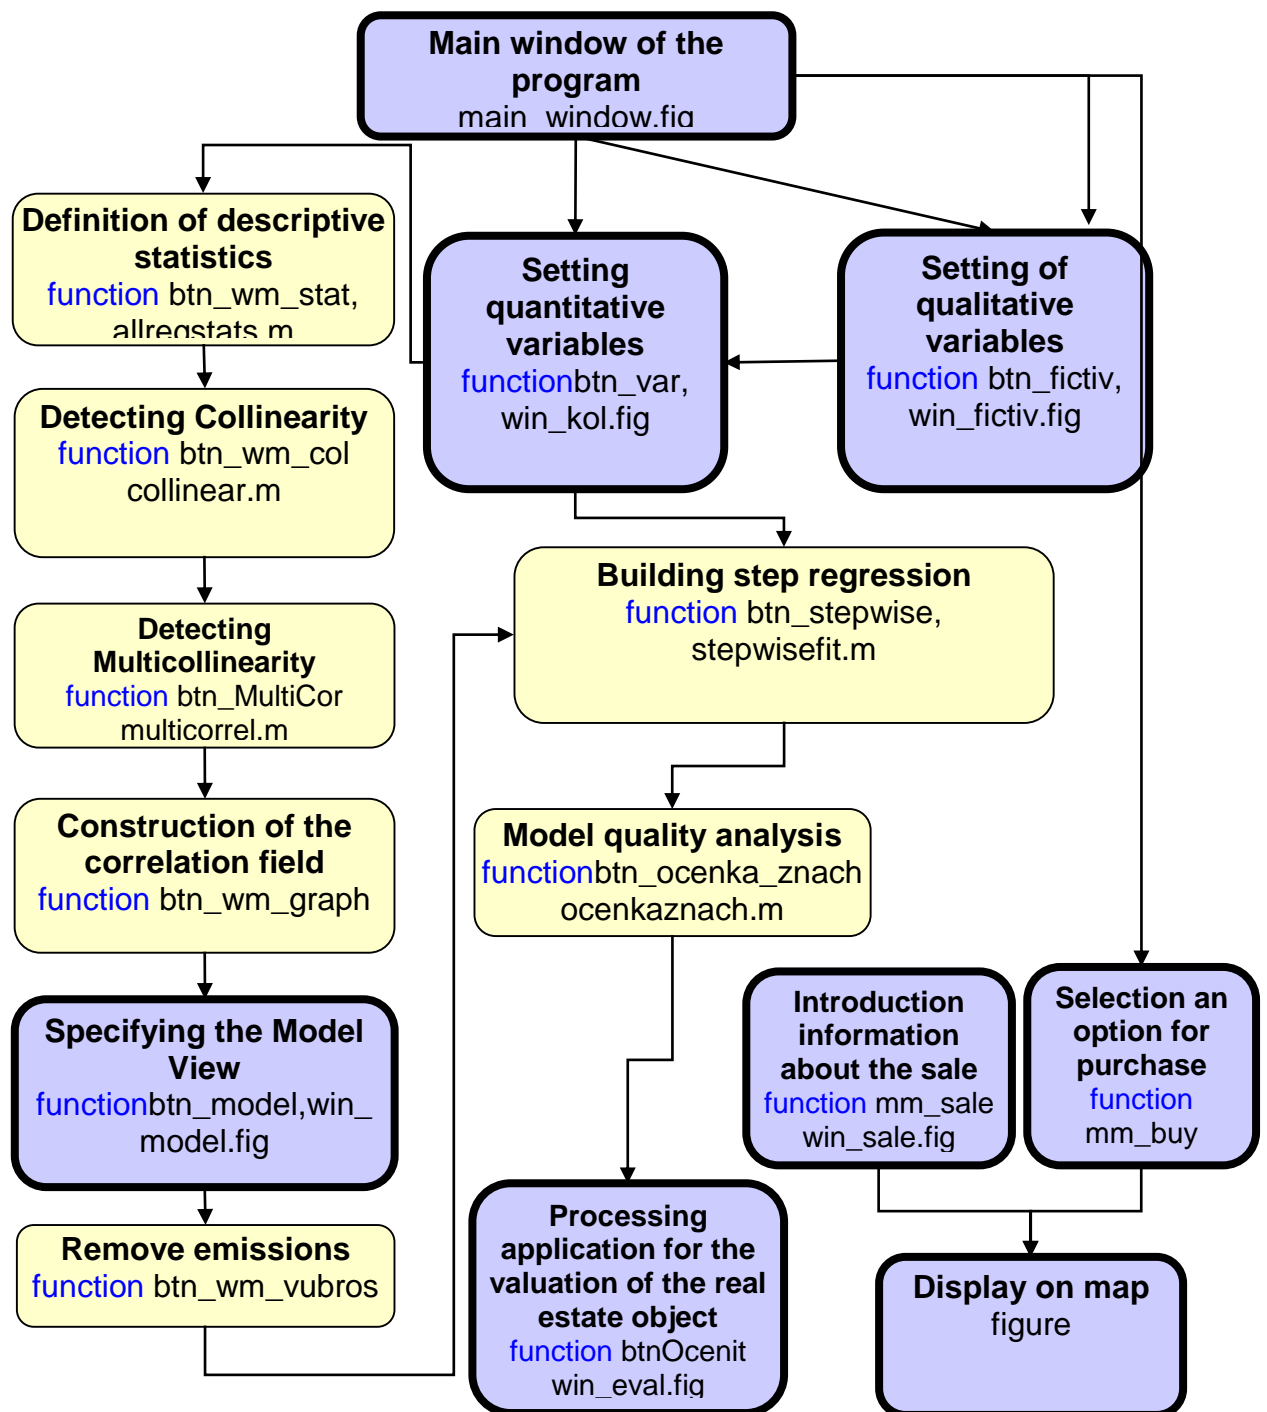 Main window of the
program
main_window.fig
Definition of descriptive
statistics
function btn_wm_stat,
allregstats.m
Setting
quantitative
variables
functionbtn_var,
win_kol.fig
Setting of
qualitative
variables
function btn_fictiv,
win_fictiv.fig
Detecting Collinearity
function btn_wm_col
collinear.m
Building step regression
function btn_stepwise,
stepwisefit.m
Detecting
Multicollinearity
function btn_MultiCor
multicorrel.m
Construction of the
correlation field
function btn_wm_graph
Model quality analysis
functionbtn_ocenka_znach
ocenkaznach.m
Specifying the Model
View
functionbtn_model,win_
model.fig
Introduction
information
about the sale
function mm_sale
win_sale.fig
Selection an
option for
purchase
function
mm_buy
Remove emissions
function btn_wm_vubros
Processing
application for the
valuation of the real
estate object
function btnOcenit
win_eval.fig
Display on map
figure